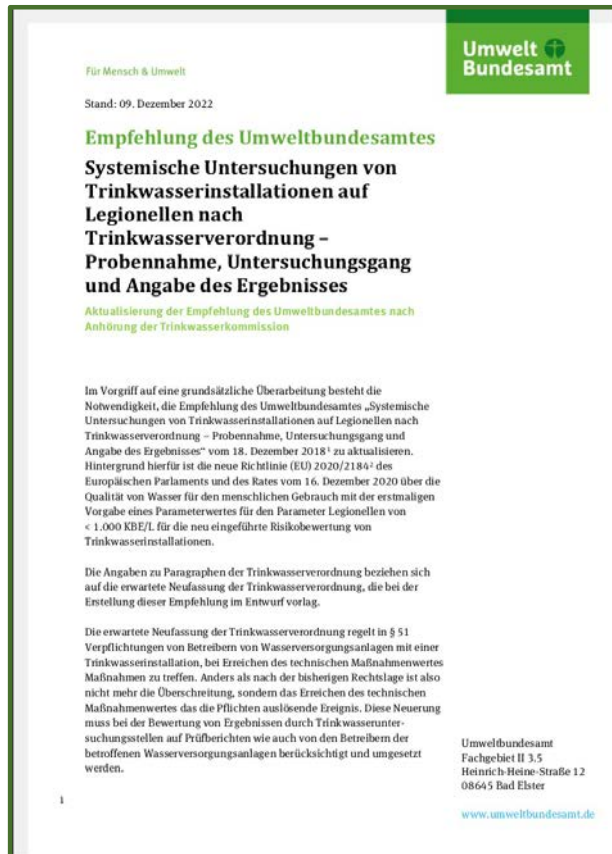 Umwelt
Bundesamt
Für Mensch & Umwelt
Stand: 09. Dezember 2022
Empfehlung des Umweltbundesamtes
Systemische Untersuchungen von
Trinkwasserinstallationen auf
Legionellen nach
Trinkwasserverordnung –
Probennahme, Untersuchungsgang
und Angabe des Ergebnisses
Aktualisierung der Empfehlung des Umweltbundesamtes nach
Anhörung der Trinkwasserkommission
Im Vorgriff auf eine grundsätzliche Überarbeitung besteht die
Notwendigkeit, die Empfehlung des Umweltbundesamtes „Systemische
Untersuchungen von Trinkwasserinstallationen auf Legionellen nach
Trinkwasserverordnung – Probennahme, Untersuchungsgang und
Angabe des Ergebnisses“ vom 18. Dezember 2018¹ zu aktualisieren.
Hintergrund hierfür ist die neue Richtlinie (EU) 2020/2184² des
Europäischen Parlaments und des Rates vom 16. Dezember 2020 über die
Qualität von Wasser für den menschlichen Gebrauch mit der erstmaligen
Vorgabe eines Parameterwertes für den Parameter Legionellen von
< 1.000 KBE/L für die neu eingeführte Risikobewertung von
Trinkwasserinstallationen.
Die Angaben zu Paragraphen der Trinkwasserverordnung beziehen sich
auf die erwartete Neufassung der Trinkwasserverordnung, die bei der
Erstellung dieser Empfehlung im Entwurf vorlag.
Die erwartete Neufassung der Trinkwasserverordnung regelt in § 51
Verpflichtungen von Betreibern von Wasserversorgungsanlagen mit einer
Trinkwasserinstallation, bei Erreichen des technischen Maßnahmenwertes
Maßnahmen zu treffen. Anders als nach der bisherigen Rechtslage ist also
nicht mehr die Überschreitung, sondern das Erreichen des technischen
Maßnahmenwertes das die Pflichten auslösende Ereignis. Diese Neuerung
muss bei der Bewertung von Ergebnissen durch Trinkwasserunter-
suchungsstellen auf Prüfberichten wie auch von den Betreibern der
betroffenen Wasserversorgungsanlagen berücksichtigt und umgesetzt
werden.
Umweltbundesamt
Fachgebiet II 3.5
Heinrich-Heine-Straße 12
08645 Bad Elster
www.umweltbundesamt.de
1